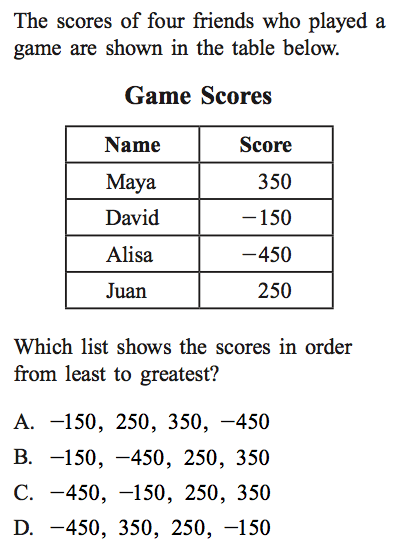 The scores of four friends who played a
game are shown in the table below.
Game Scores
Name Score
Maya 350
David −150
Alisa −450
Juan 250
Which list shows the scores in order
from least to greatest?
A. −150, 250, 350, −450
B. −150, −450, 250, 350
C. −450, −150, 250, 350
D. −450, 350, 250, −150